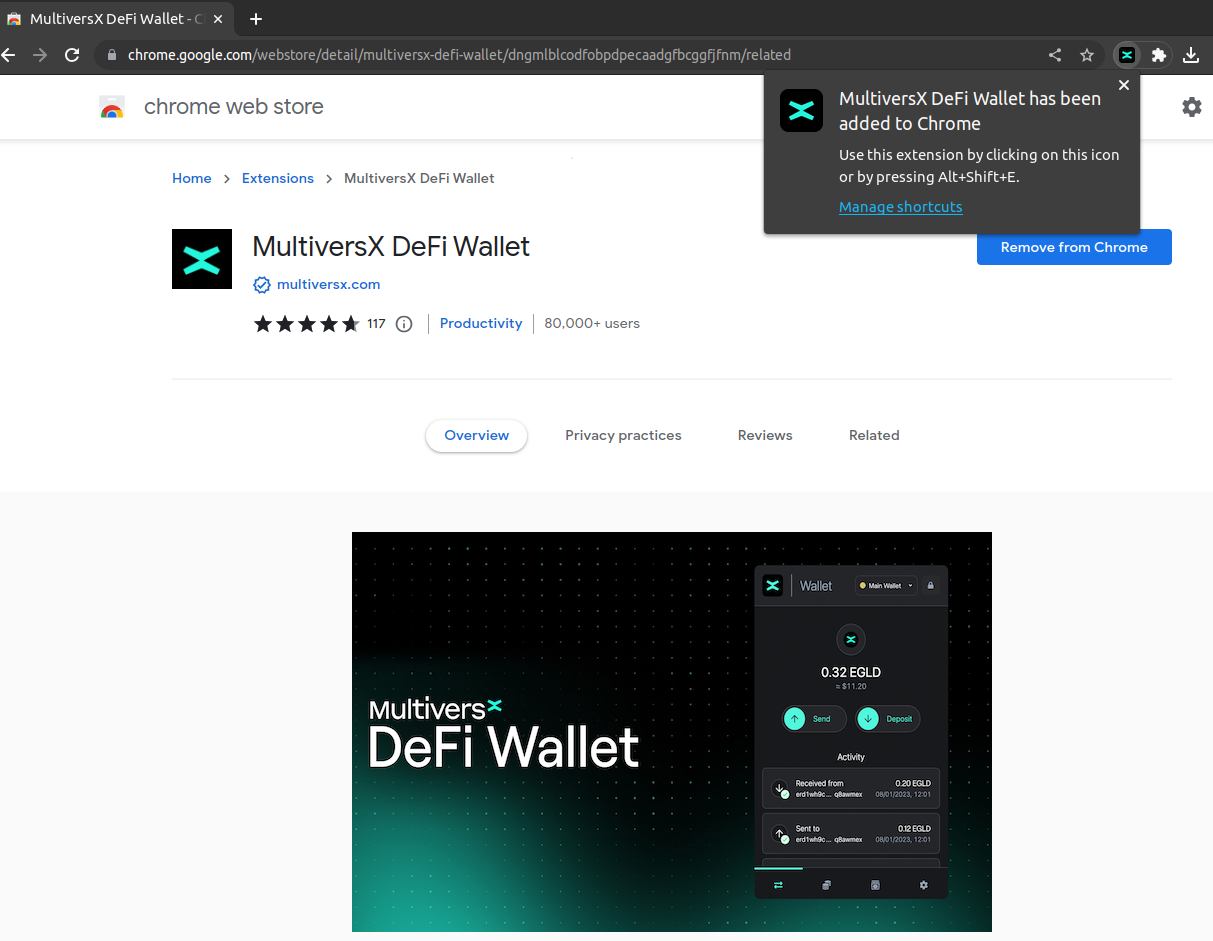 MultiversX DeFi Wallet - C
chrome.google.com/webstore/detail/multiversx-defi-wallet/dngmlblcodfobpdpecaadgfbcggfjfnm/related
chrome web store
MultiversX DeFi Wallet has been
added to Chrome
Use this extension by clicking on this icon
or by pressing Alt+Shift+E.
Manage shortcuts
Home
Extensions
MultiversX DeFi Wallet
MultiversX DeFi Wallet
Remove from Chrome
multiversx.com
117
Productivity
80,000+ users
Overview
Privacy practices
Reviews
Related
Multivers
DeFi Wallet
Wallet
Main Wallet
0.32 EGLD
≈ $11.20
Send
Deposit
Activity
Received from 0.20 EGLD
erd1wh9c... q8awmex 08/01/2023, 12:01
Sent to 0.12 EGLD
erd1wh9c... q8awmex 08/01/2023, 12:01